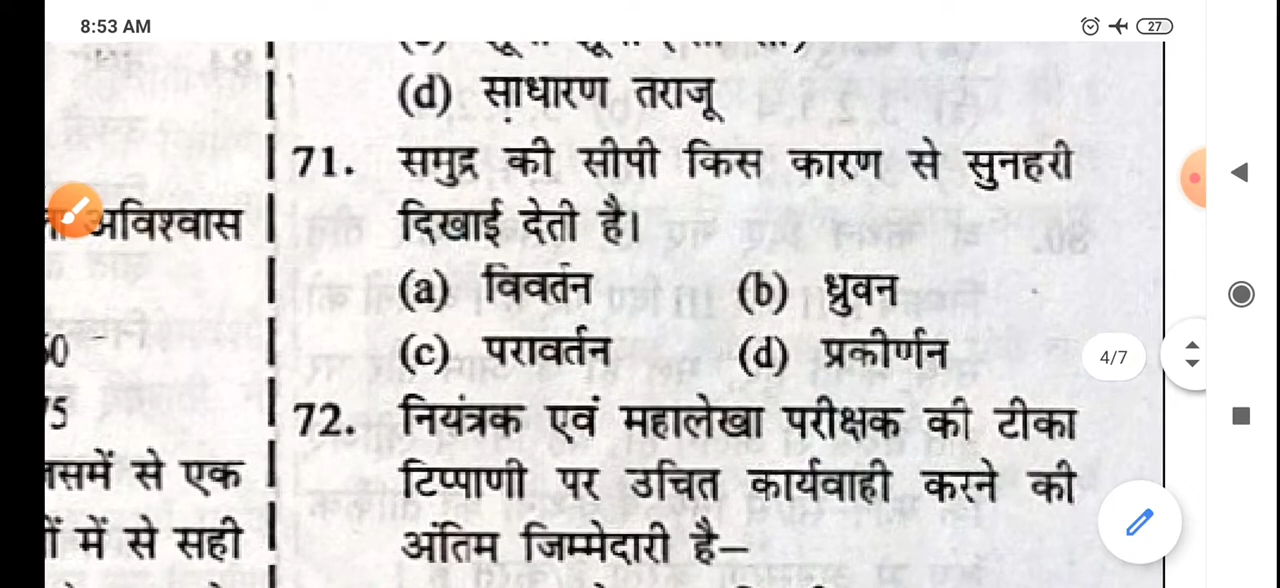 8:53 AM
27
(d) साधारण तराजू
71. समुद्र की सीपी किस कारण से सुनहरी
अविश्वास
दिखाई देती है।
(a) विवर्तन (b) ध्रुवन
(c) परावर्तन (d) प्रकीर्णन
4/7
72. नियंत्रक एवं महालेखा परीक्षक की टीका
समें से एक
टिप्पाणी पर उचित कार्यवाही करने की
में से सही
अंतिम जिम्मेदारी है–